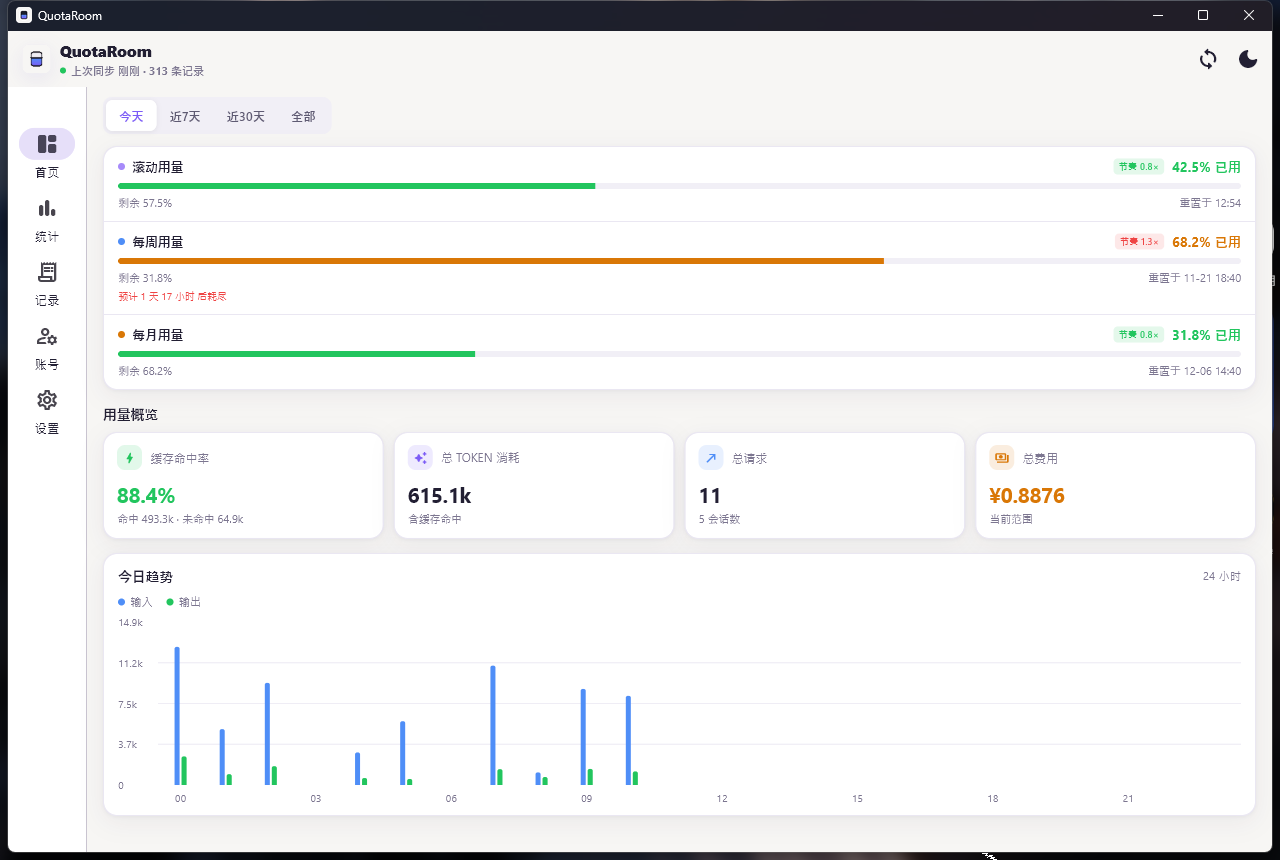 QuotaRoom
QuotaRoom
上次同步 刚刚 · 313 条记录
首页
统计
记录
账号
设置
今天 近7天 近30天 全部
滚动用量 节奏 0.8× 42.5% 已用
剩余 57.5% 重置于 12:54
每周用量 节奏 1.3× 68.2% 已用
剩余 31.8% 重置于 11-21 18:40
预计 1 天 17 小时 后耗尽
每月用量 节奏 0.8× 31.8% 已用
剩余 68.2% 重置于 12-06 14:40
用量概览
缓存命中率
88.4%
命中 493.3k · 未命中 64.9k
总 TOKEN 消耗
615.1k
含缓存命中
总请求
11
5 会话数
总费用
¥0.8876
当前范围
今日趋势 24 小时
输入 输出
14.9k
11.2k
7.5k
3.7k
0
00 03 06 09 12 15 18 21